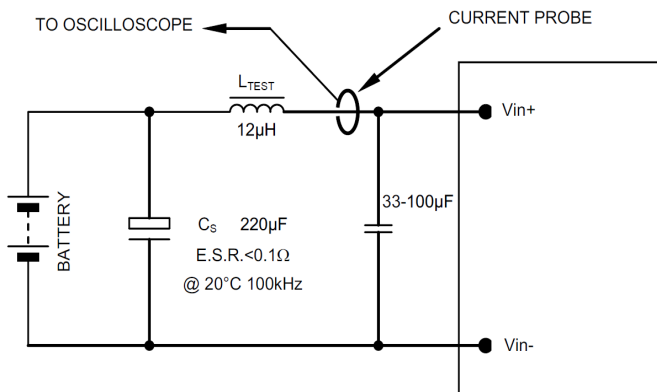 TO OSCILLOSCOPE
CURRENT PROBE
LTEST
12µH
Vin+
BATTERY
CS 220µF
E.S.R.<0.1Ω
@ 20°C 100kHz
33-100µF
Vin-